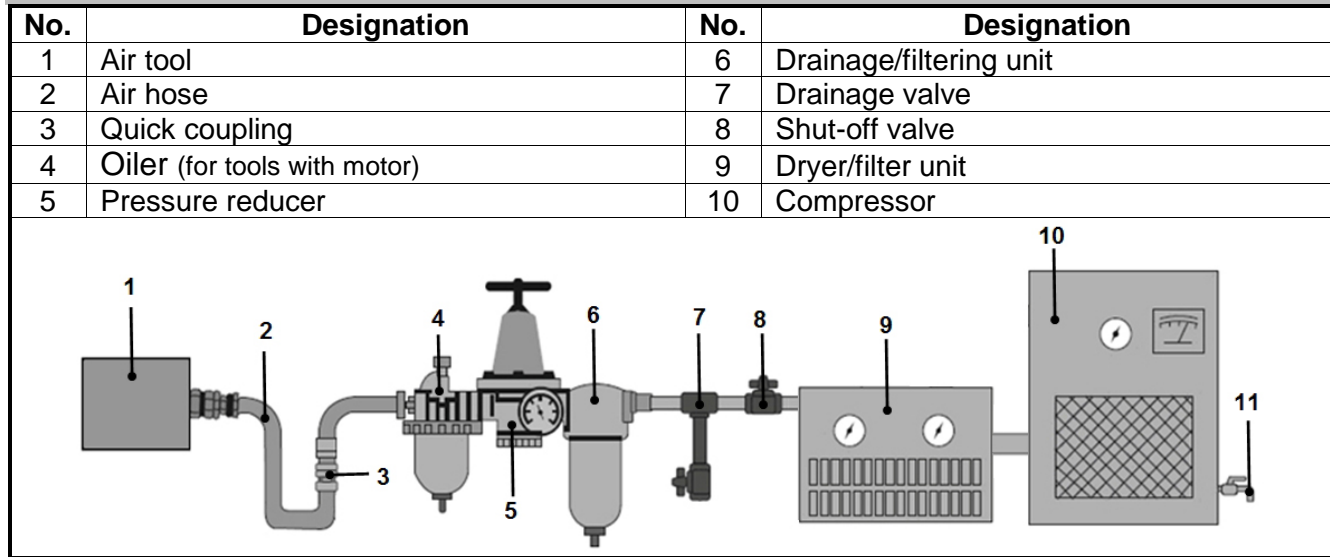 No. Designation No. Designation
1 Air tool 6 Drainage/filtering unit
2 Air hose 7 Drainage valve
3 Quick coupling 8 Shut-off valve
4 Oiler (for tools with motor) 9 Dryer/filter unit
5 Pressure reducer 10 Compressor
10
1
2
4
6
7
8
9
11
3
5